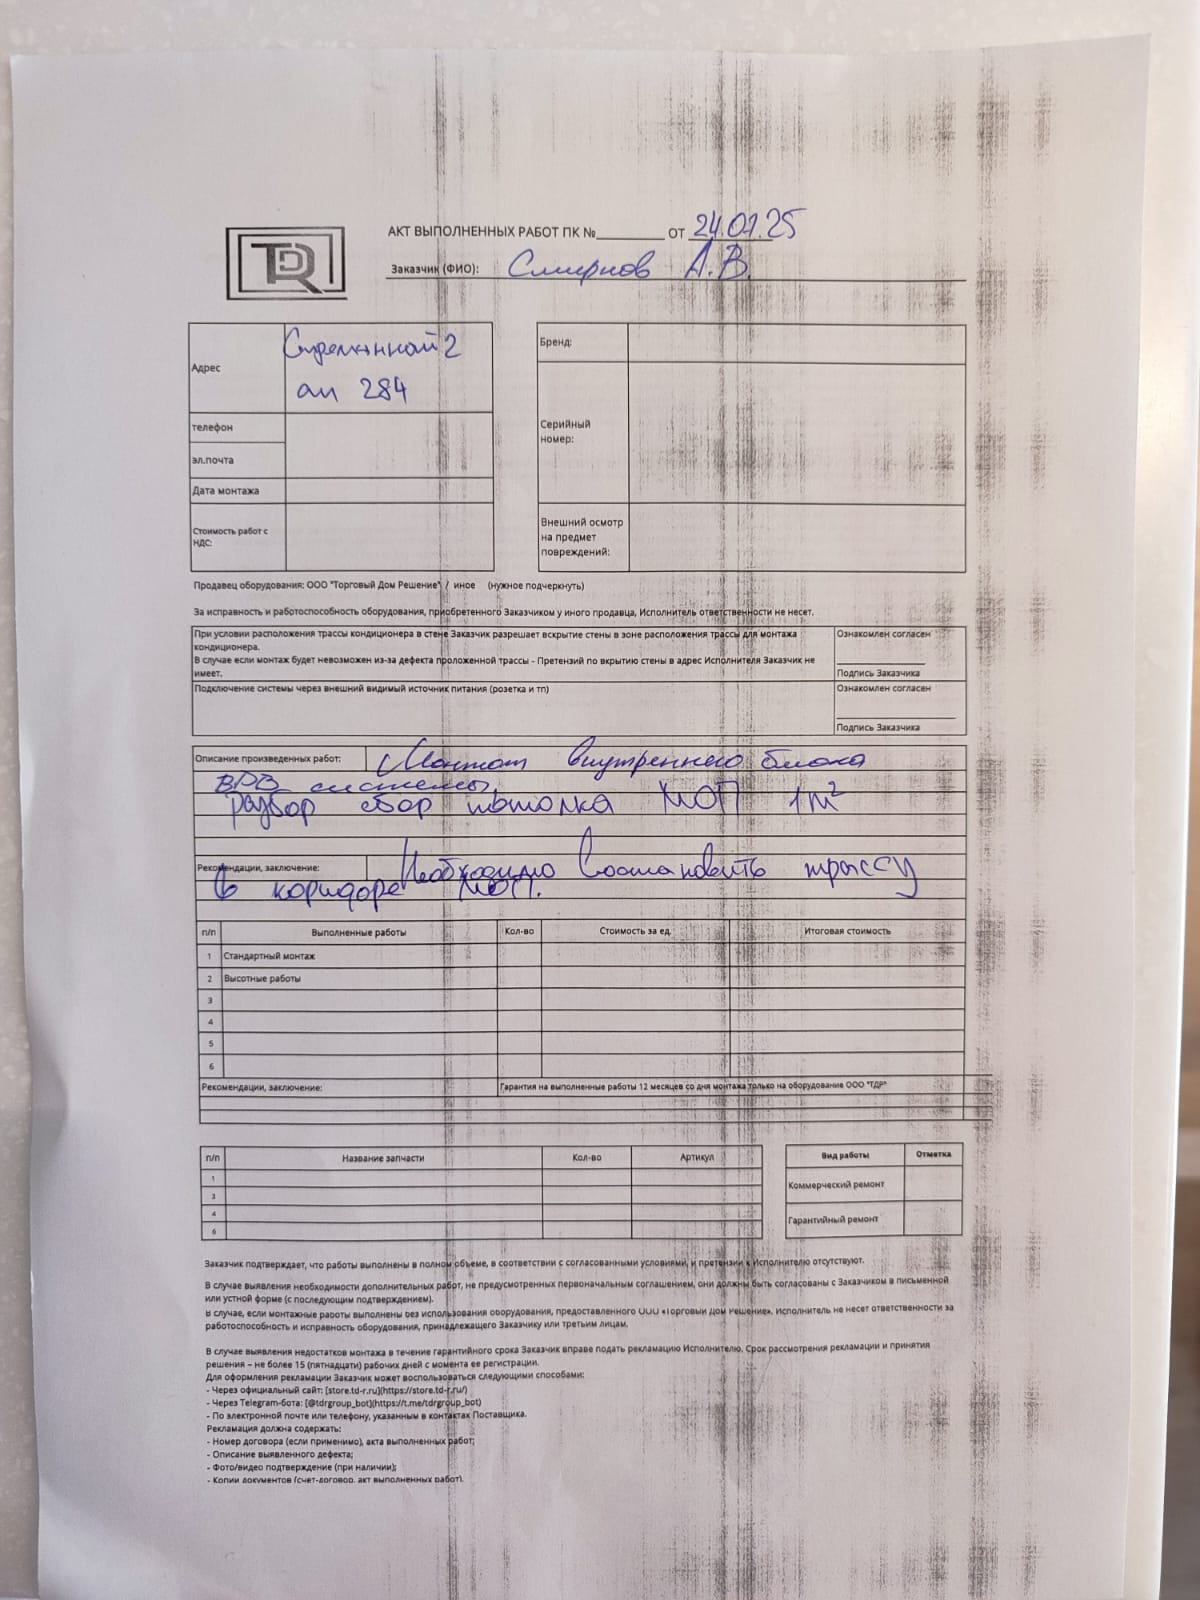 TDR
АКТ ВЫПОЛНЕННЫХ РАБОТ ПК №________ ОТ 24.07.25
Заказчик (ФИО): Смирнов А.В.
Адрес
2
ап 284
телефон
эл.почта
Дата монтажа
Стоимость работ с
НДС:
Бренд:
Серийный
номер:
Внешний осмотр
на предмет
повреждений:
Продавец оборудования: ООО "Торговый Дом Решение" / иное (нужное подчеркнуть)
За исправность и работоспособность оборудования, приобретенного Заказчиком у иного продавца, Исполнитель ответственности не несет.
При условии расположения трассы кондиционера в стене Заказчик разрешает вскрытие стены в зоне расположения трассы для монтажа
кондиционера.
В случае если монтаж будет невозможен из-за дефекта проложенной трассы - Претензий по вкрытию стены в адрес Исполнителя Заказчик не
имеет.
Ознакомлен согласен
Подпись Заказчика
Подключение системы через внешний видимый источник питания (розетка и тп)
Ознакомлен согласен
Подпись Заказчика
Описание произведенных работ: Монтаж внутреннего блока
ВРВ системы,
разбор сбор потолка МОП 1m²
Рекомендации, заключение: Необходимо восстановить трассу
в коридоре МОП.
п/п Выполненные работы Кол-во Стоимость за ед. Итоговая стоимость
1 Стандартный монтаж
2 Высотные работы
3
4
5
6
Рекомендации, заключение: Гарантия на выполненные работы 12 месяцев со дня монтажа только на оборудование ООО "ТДР"
п/п Название запчасти Кол-во Артикул
1
3
4
6
Вид работы Отметка
Коммерческий ремонт
Гарантийный ремонт
Заказчик подтверждает, что работы выполнены в полном объеме, в соответствии с согласованными условиями, и претензии к Исполнителю отсутствуют.
В случае выявления необходимости дополнительных работ, не предусмотренных первоначальным соглашением, они должны быть согласованы с Заказчиком в письменной
или устной форме (с последующим подтверждением).
В случае, если монтажные работы выполнены без использования оборудования, предоставленного ООО «Торговый Дом Решение», Исполнитель не несет ответственности за
работоспособность и исправность оборудования, принадлежащего Заказчику или третьим лицам.
В случае выявления недостатков монтажа в течение гарантийного срока Заказчик вправе подать рекламацию Исполнителю. Срок рассмотрения рекламации и принятия
решения – не более 15 (пятнадцати) рабочих дней с момента ее регистрации.
Для оформления рекламации Заказчик может воспользоваться следующими способами:
- Через официальный сайт: [store.td-r.ru](https://store.td-r.ru/)
- Через Telegram-бота: [@tdrgroup_bot](https://t.me/tdrgroup_bot)
- По электронной почте или телефону, указанным в контактах Поставщика.
Рекламация должна содержать:
- Номер договора (если применимо), акта выполненных работ;
- Описание выявленного дефекта;
- Фото/видео подтверждение (при наличии);
- Копии документов (счет-договор, акт выполненных работ).